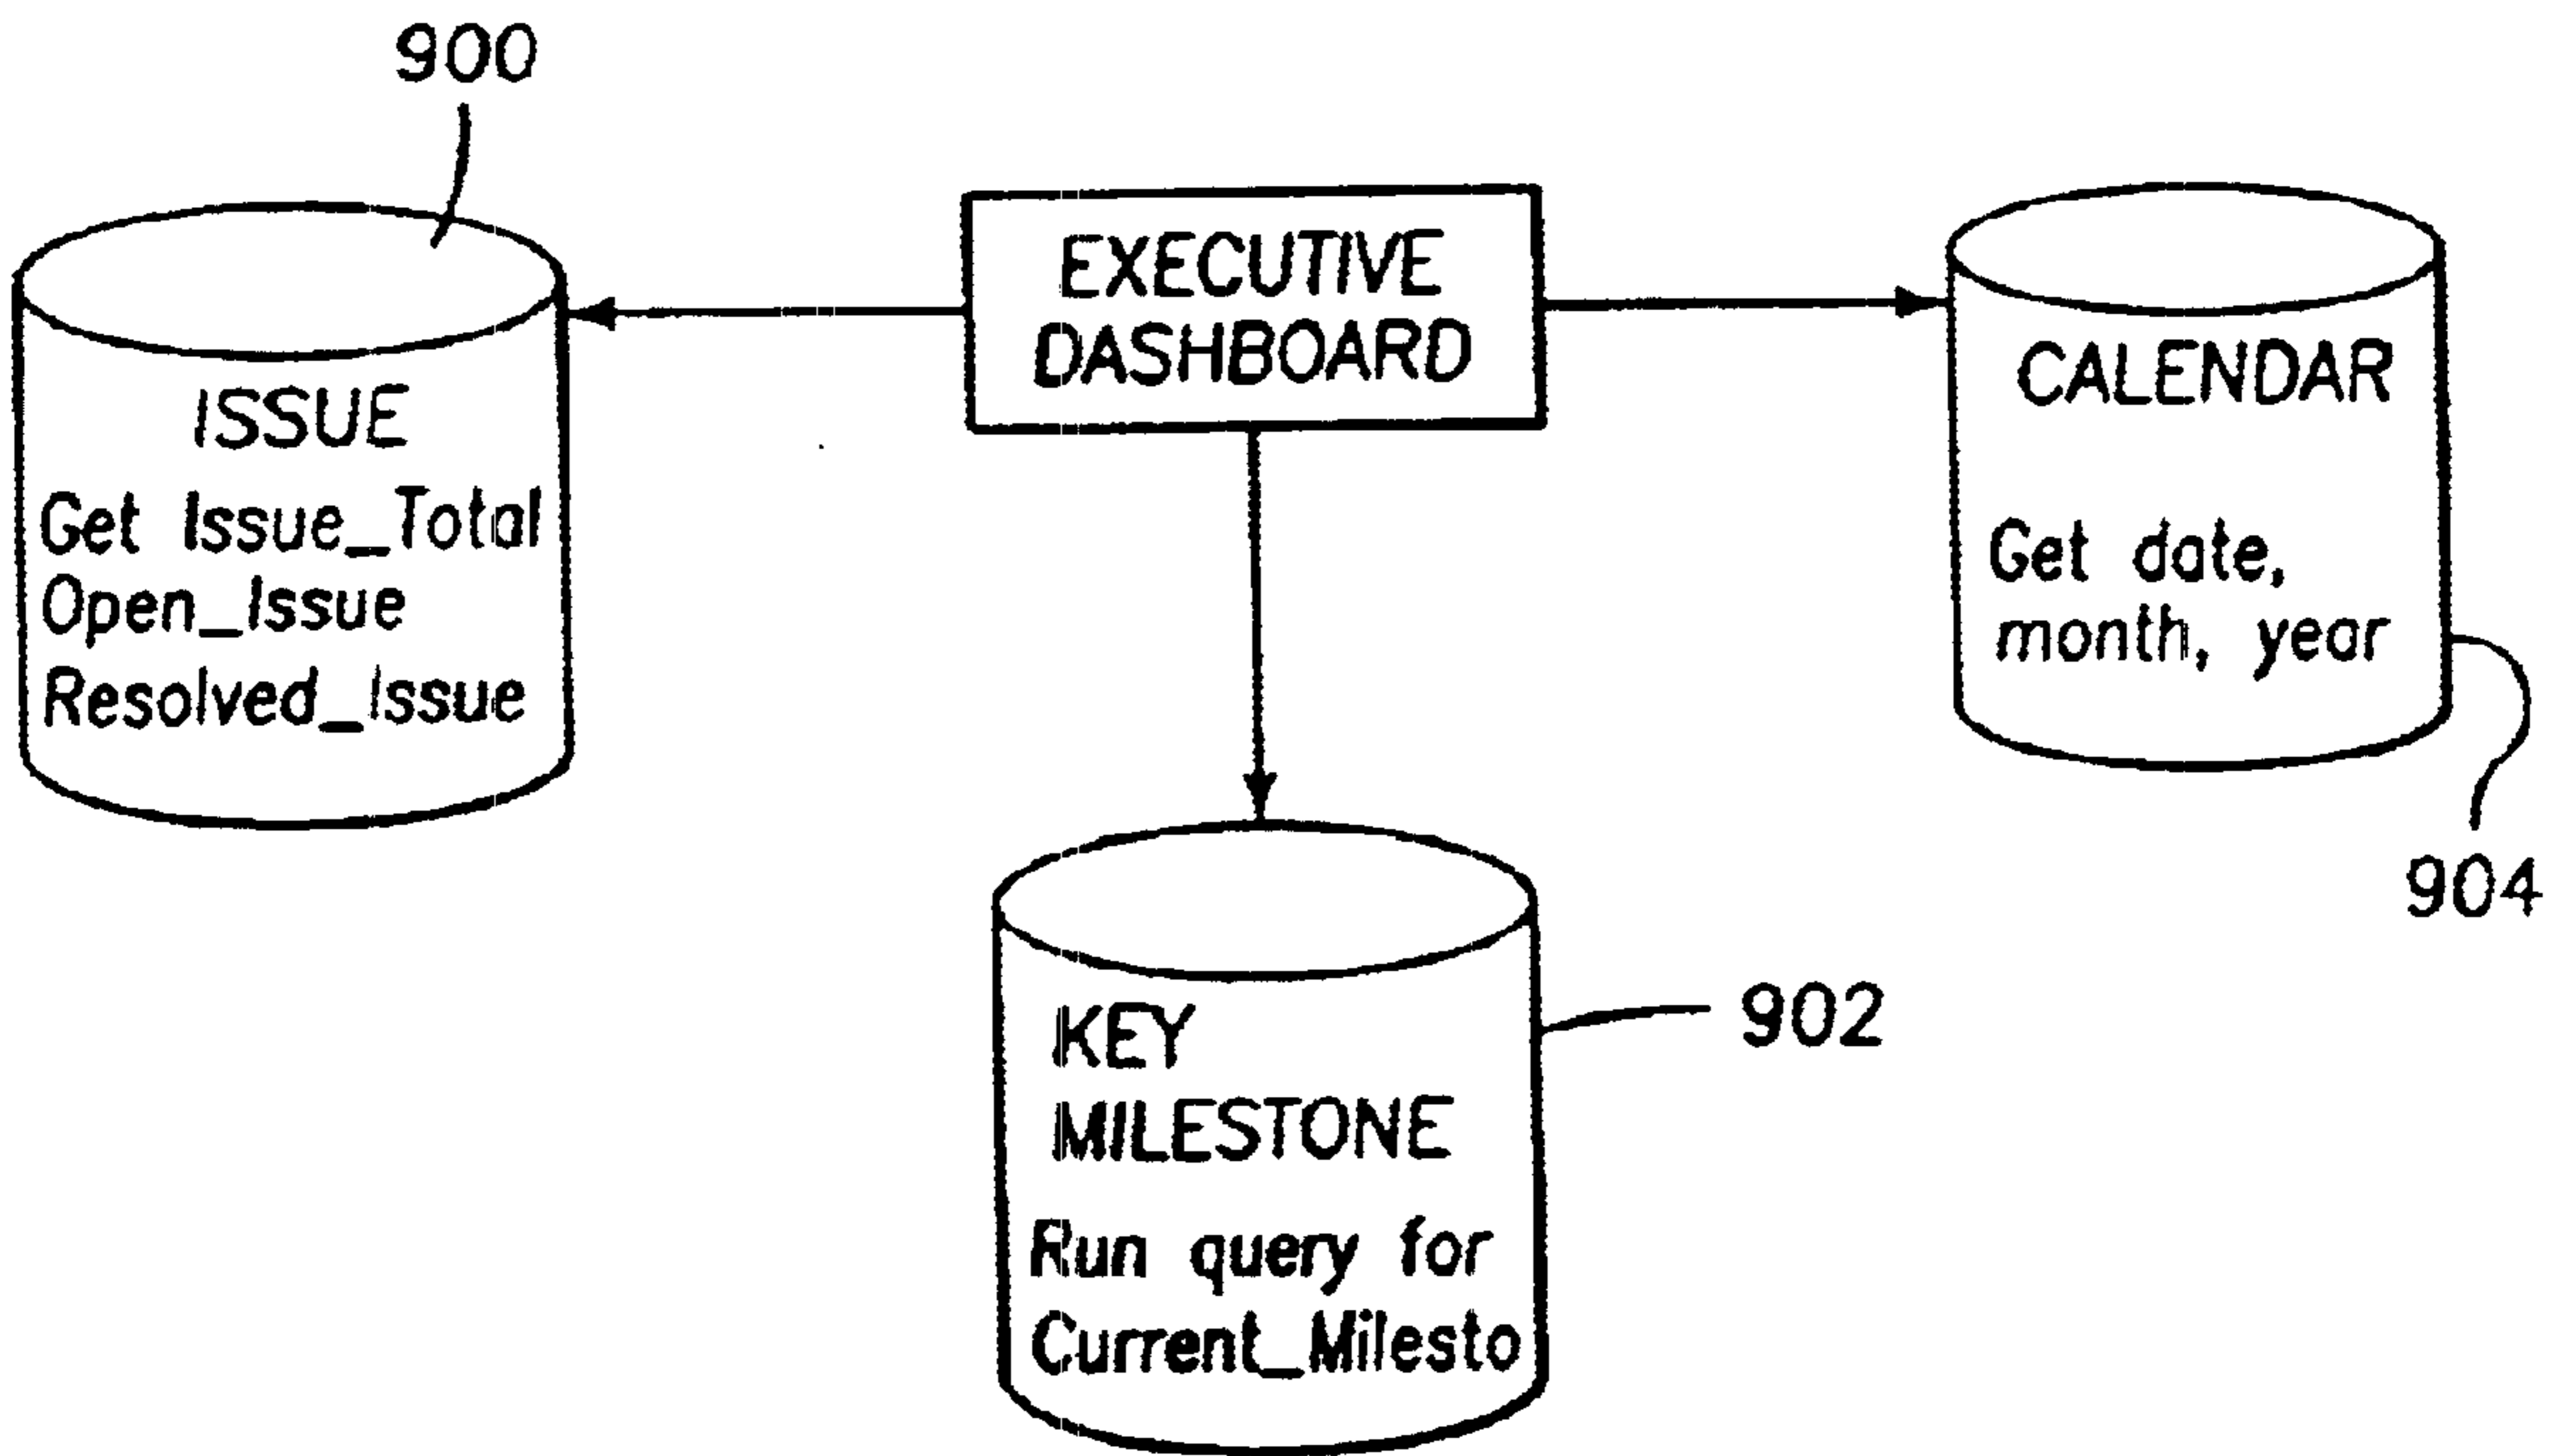 900
ISSUE
Get Issue_Total
Open_Issue
Resolved_Issue
EXECUTIVE
DASHBOARD
CALENDAR
Get date,
month, year
904
KEY
MILESTONE
Run query for
Current_Milesto
902